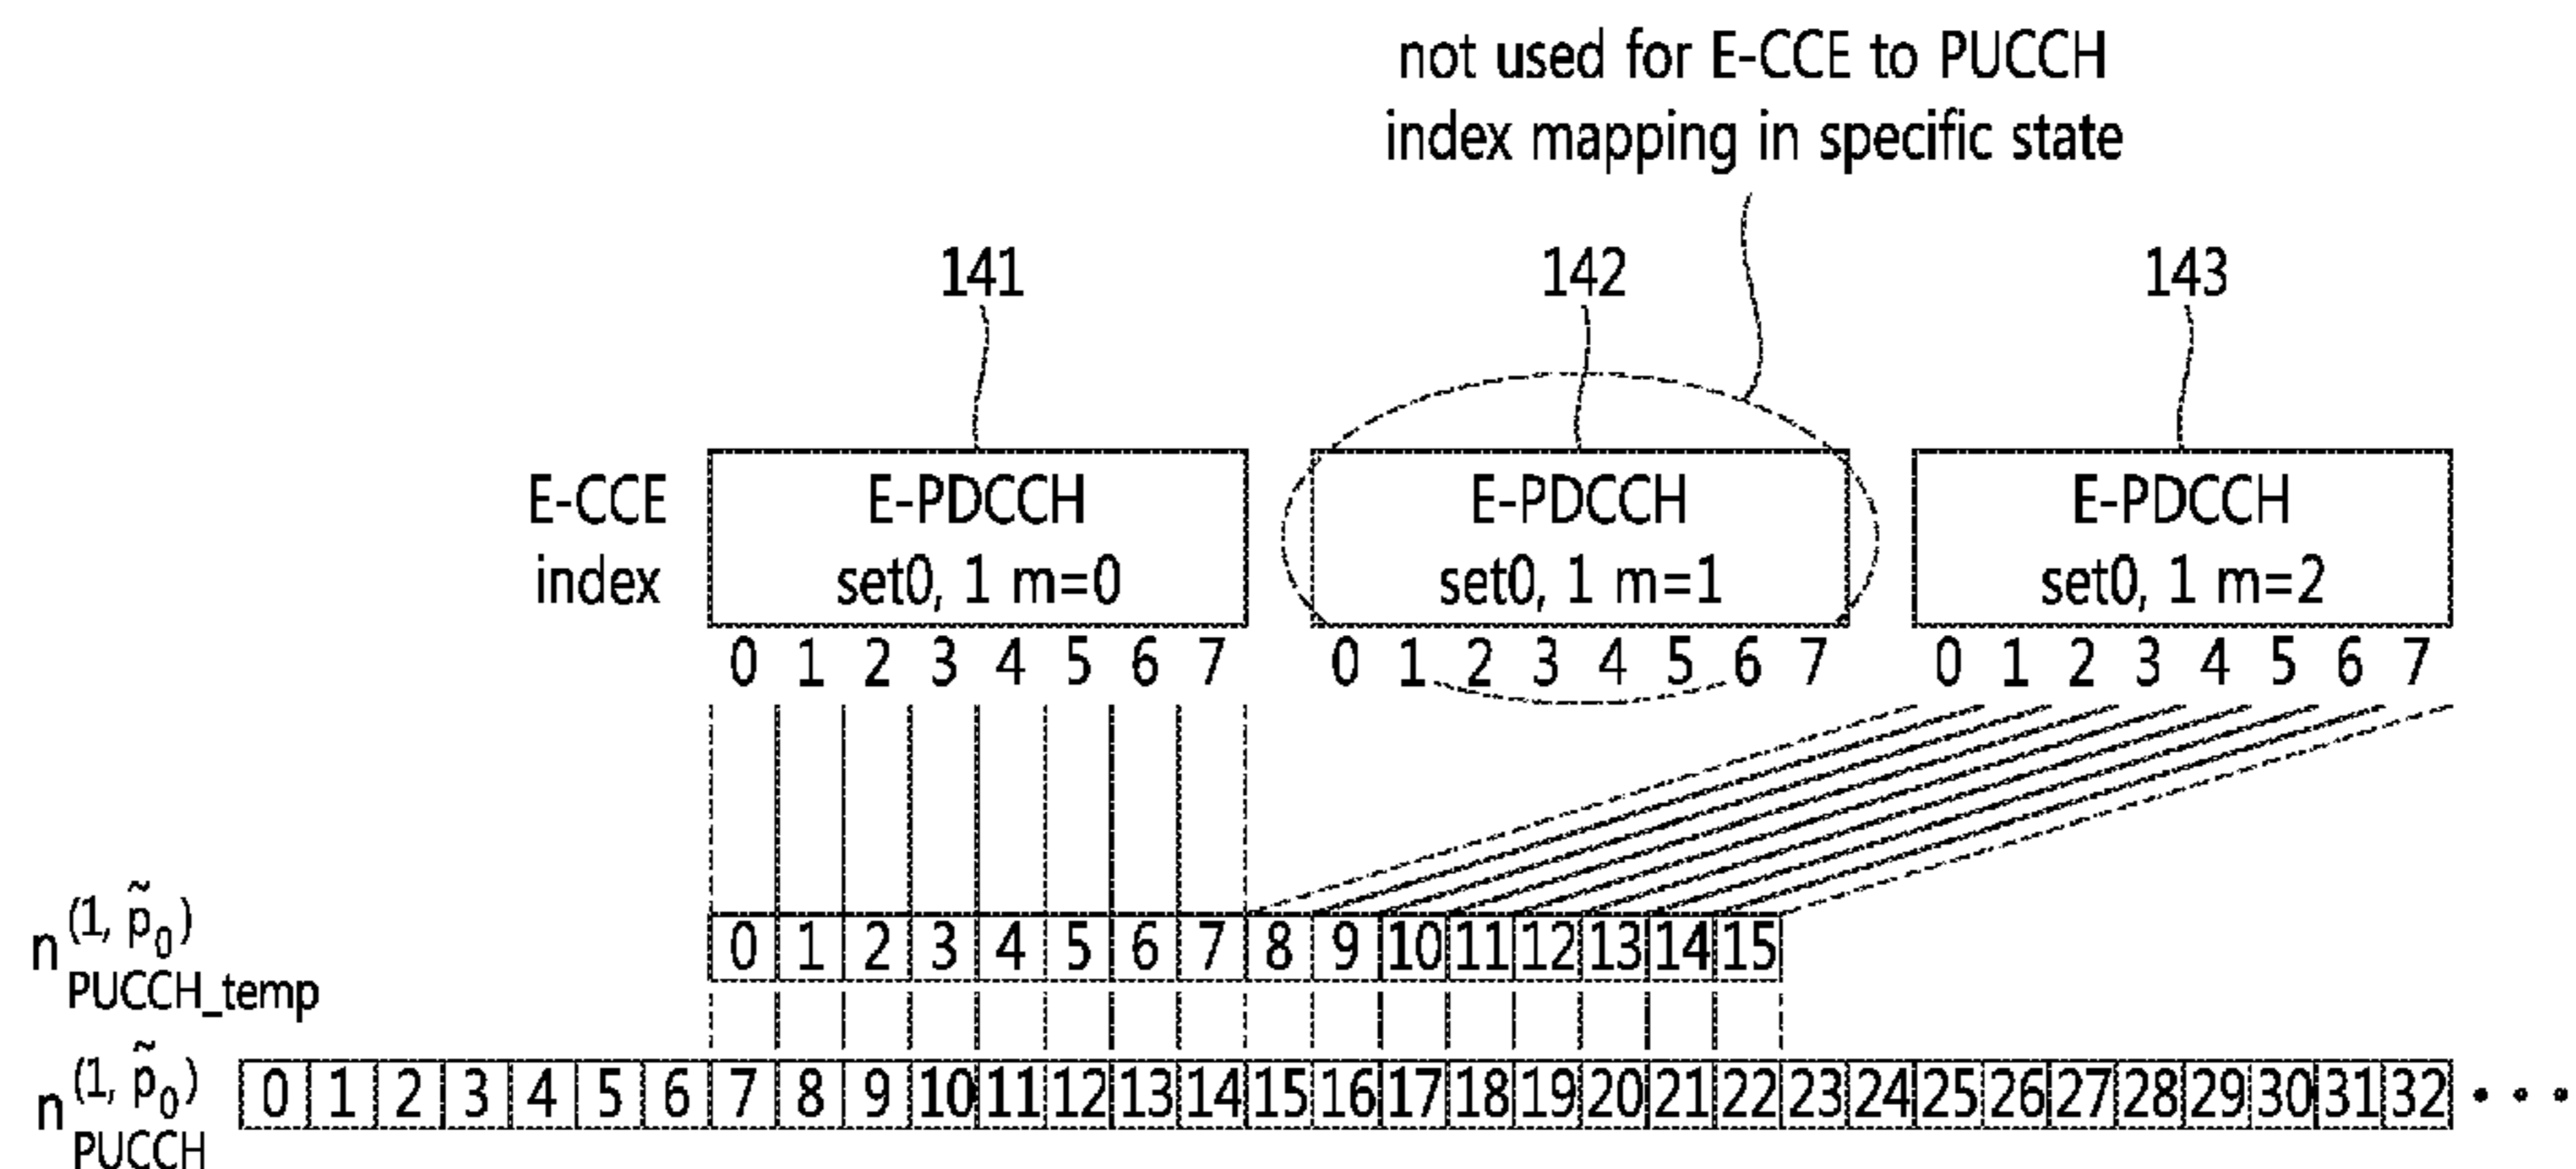 not used for E-CCE to PUCCH
index mapping in specific state
141
142
143
E-CCE
index
E-PDCCH
set0, 1 m=0
E-PDCCH
set0, 1 m=1
E-PDCCH
set0, 1 m=2
0 1 2 3 4 5 6 7
0 1 2 3 4 5 6 7
0 1 2 3 4 5 6 7
n (1, p̃0) PUCCH_temp
0 1 2 3 4 5 6 7 8 9 10 11 12 13 14 15
n (1, p̃0) PUCCH
0 1 2 3 4 5 6 7 8 9 10 11 12 13 14 15 16 17 18 19 20 21 22 23 24 25 26 27 28 29 30 31 32 • • •